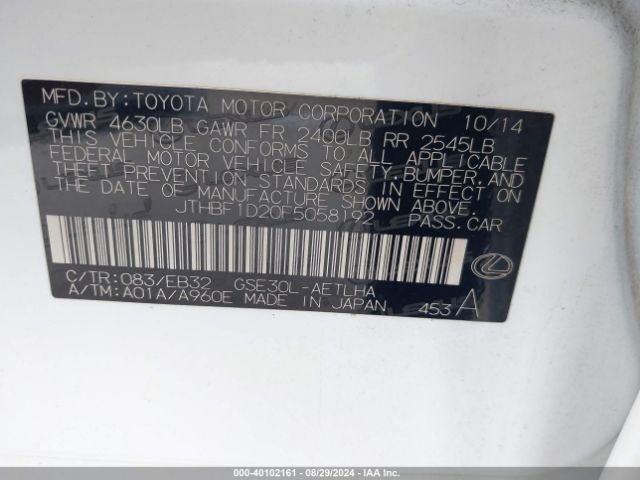 MFD. BY: TOYOTA MOTOR CORPORATION 10/14
GVWR 4630LB GAWR FR 2400LB RR 2545LB
THIS VEHICLE CONFORMS TO ALL APPLICABLE
FEDERAL MOTOR VEHICLE SAFETY, BUMPER, AND
THEFT PREVENTION STANDARDS IN EFFECT ON
THE DATE OF MANUFACTURE SHOWN ABOVE.
JTHBF1D20F5058192 PASS. CAR
C/TR: 083/EB32 GSE30L-AETLHA
A/TM: A01A/A960E MADE IN JAPAN 453 A
000-40102161 - 08/29/2024 - IAA Inc.